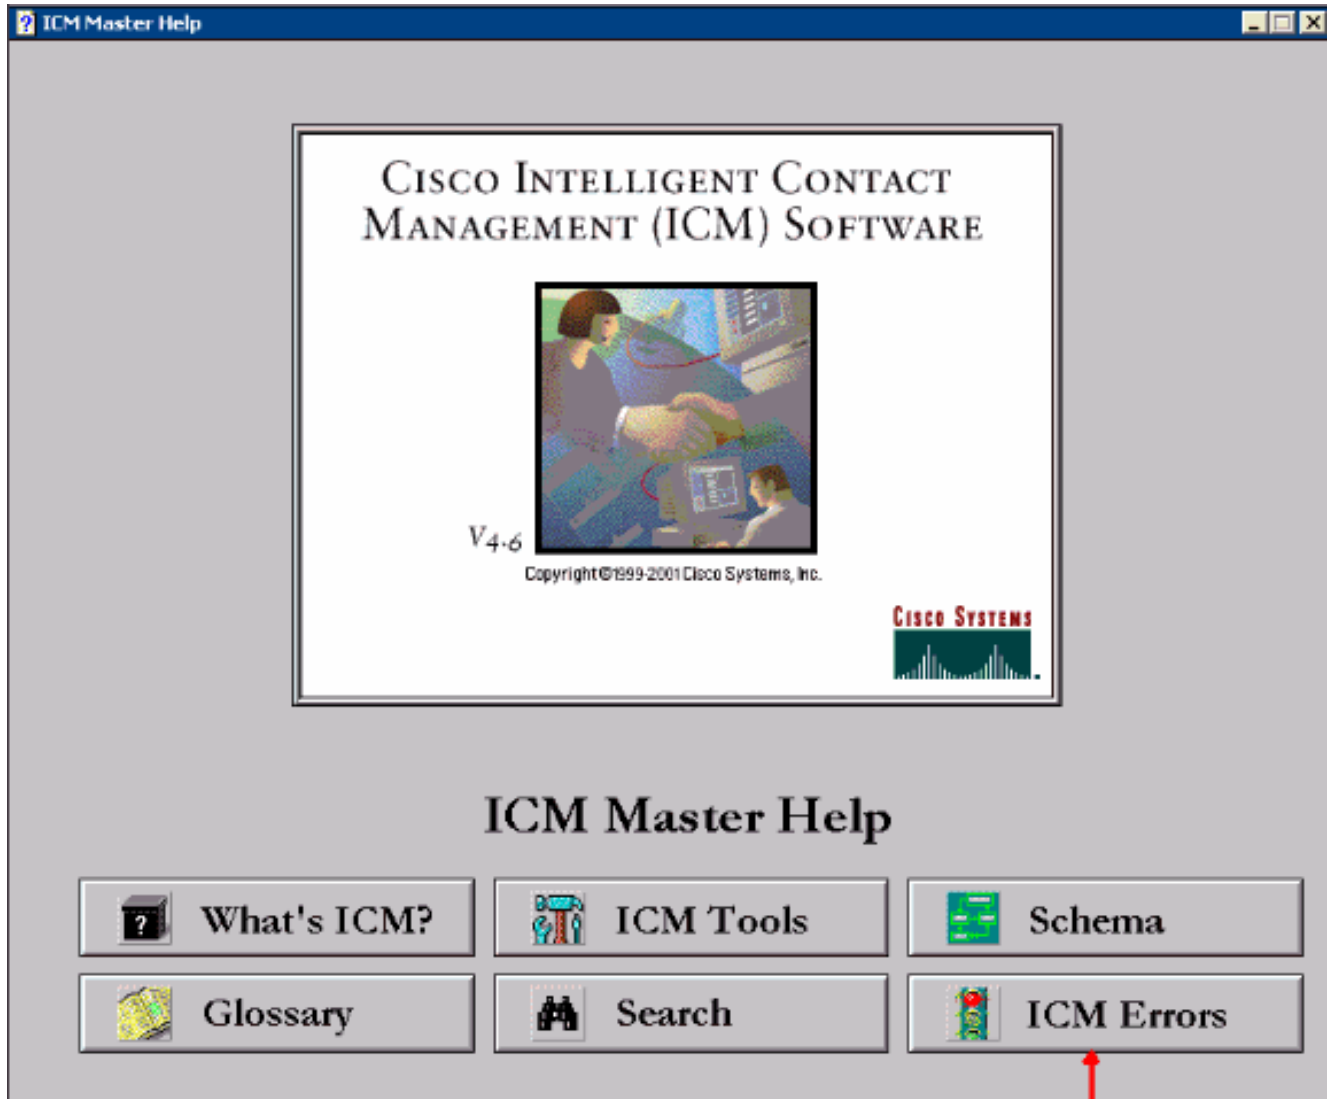 ICM Master Help
CISCO INTELLIGENT CONTACT
MANAGEMENT (ICM) SOFTWARE
V4.6
Copyright ©1999-2001 Cisco Systems, Inc.
CISCO SYSTEMS
ICM Master Help
What's ICM?
ICM Tools
Schema
Glossary
Search
ICM Errors